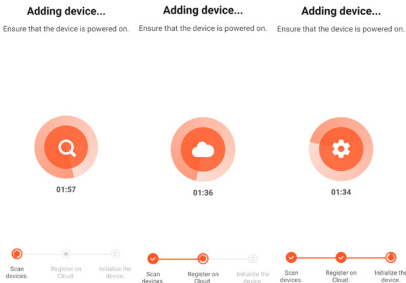 Adding device...
Ensure that the device is powered on.
01:57
Scan
devices.
Register on
Cloud.
Initialize the
device.
Adding device...
Ensure that the device is powered on.
01:36
Scan
devices.
Register on
Cloud.
Initialize the
device.
Adding device...
Ensure that the device is powered on.
01:34
Scan
devices.
Register on
Cloud.
Initialize the
device.